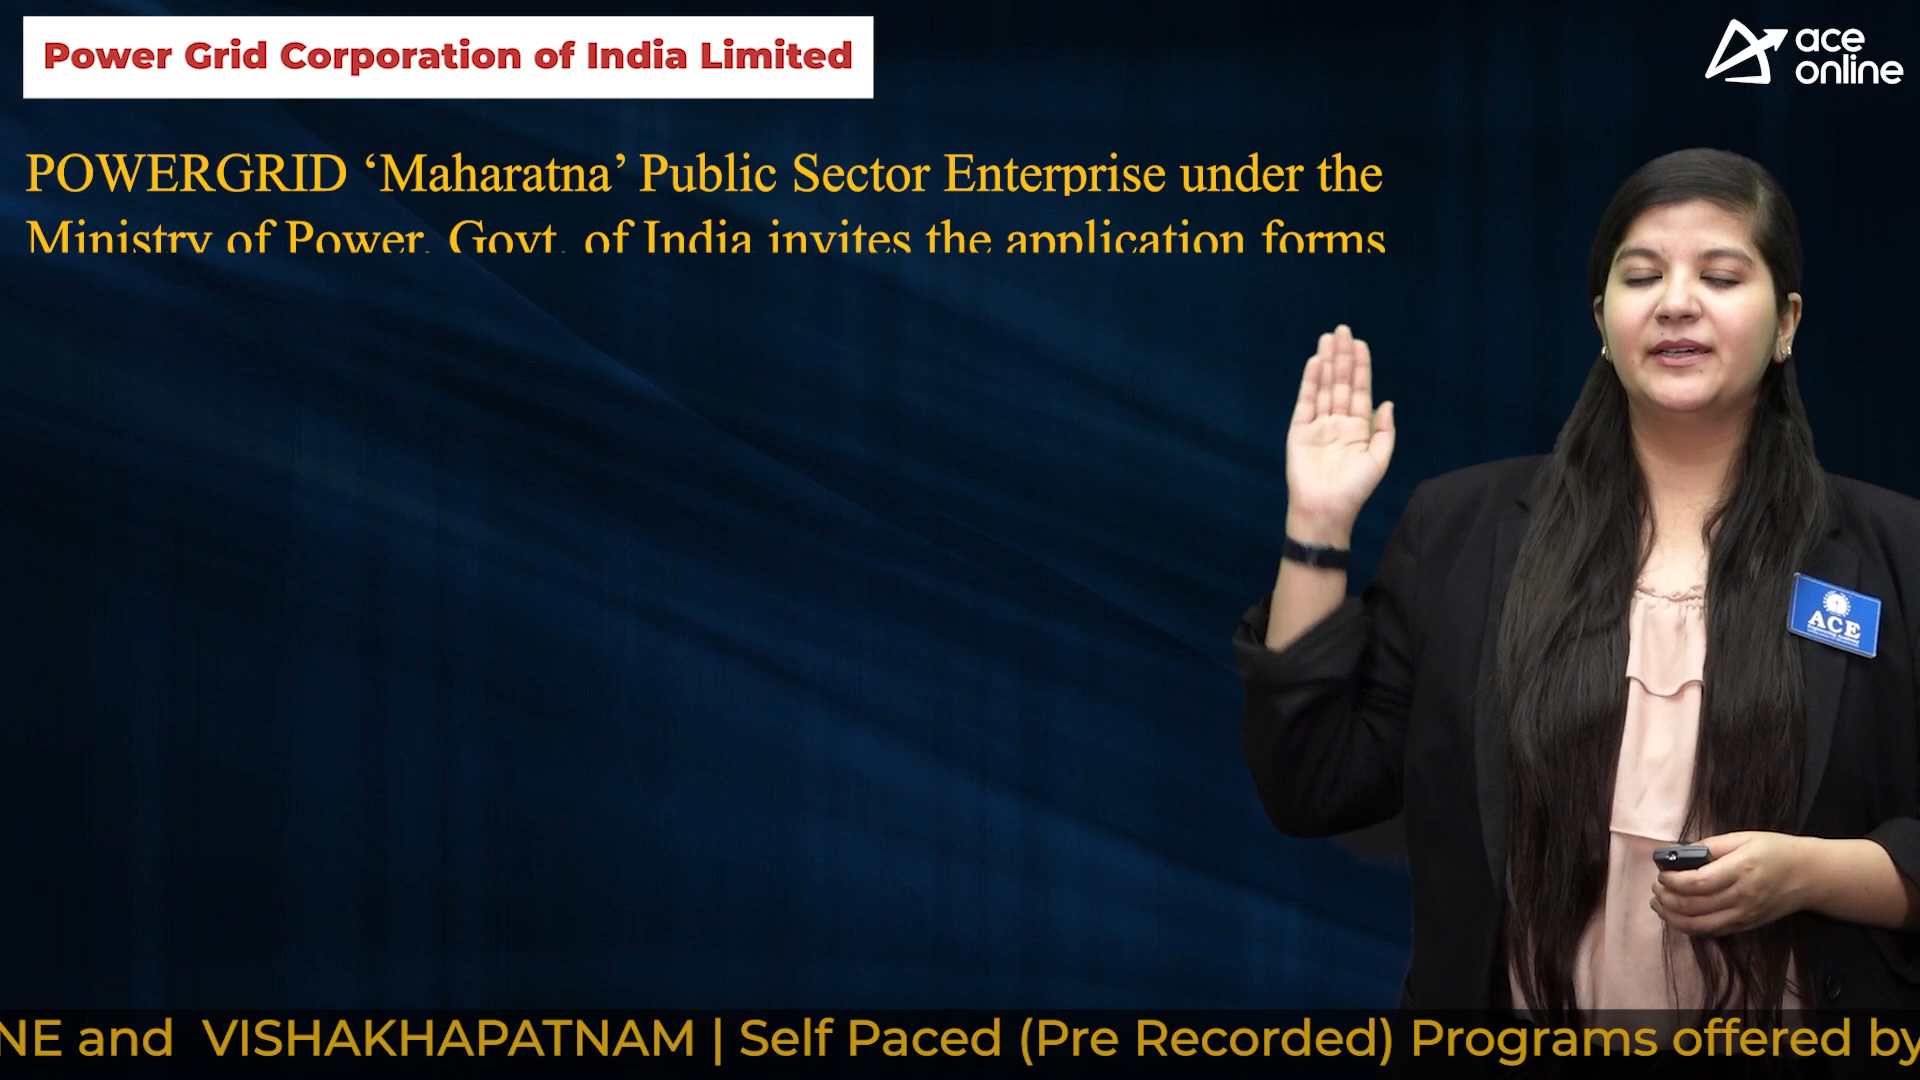 Power Grid Corporation of India Limited
ace
online
POWERGRID ‘Maharatna’ Public Sector Enterprise under the
Ministry of Power, Govt. of India invites the application forms
ACE
NE and VISHAKHAPATNAM | Self Paced (Pre Recorded) Programs offered by